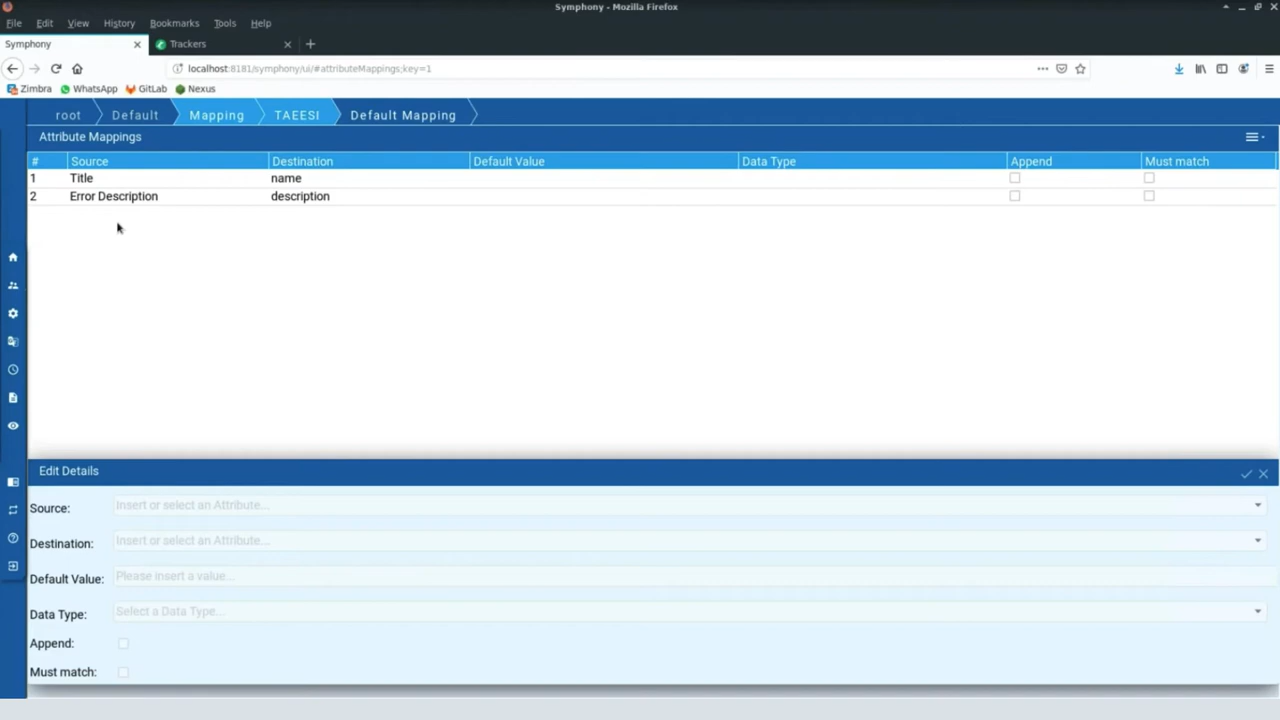 Symphony - Mozilla Firefox
File Edit View History Bookmarks Tools Help
Symphony Trackers
localhost:8181/symphony/ui/#attributeMappings;key=1
Zimbra WhatsApp GitLab Nexus
root Default Mapping TAEESI Default Mapping
Attribute Mappings
# Source Destination Default Value Data Type Append Must match
1 Title name
2 Error Description description
Edit Details
Source: Insert or select an Attribute...
Destination: Insert or select an Attribute...
Default Value: Please insert a value...
Data Type: Select a Data Type...
Append:
Must match: